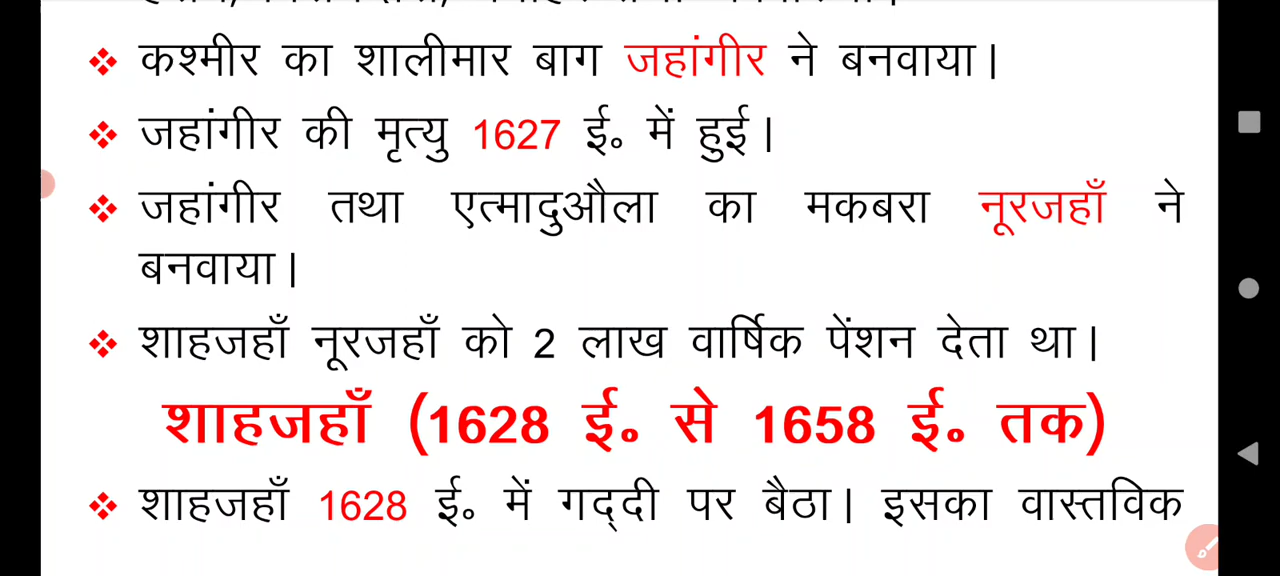 ❖ कश्मीर का शालीमार बाग जहांगीर ने बनवाया।
❖ जहांगीर की मृत्यु 1627 ई॰ में हुई।
❖ जहांगीर तथा एत्मादुऔला का मकबरा नूरजहाँ ने
बनवाया।
❖ शाहजहाँ नूरजहाँ को 2 लाख वार्षिक पेंशन देता था।
शाहजहाँ (1628 ई॰ से 1658 ई॰ तक)
❖ शाहजहाँ 1628 ई॰ में गद्दी पर बैठा। इसका वास्तविक